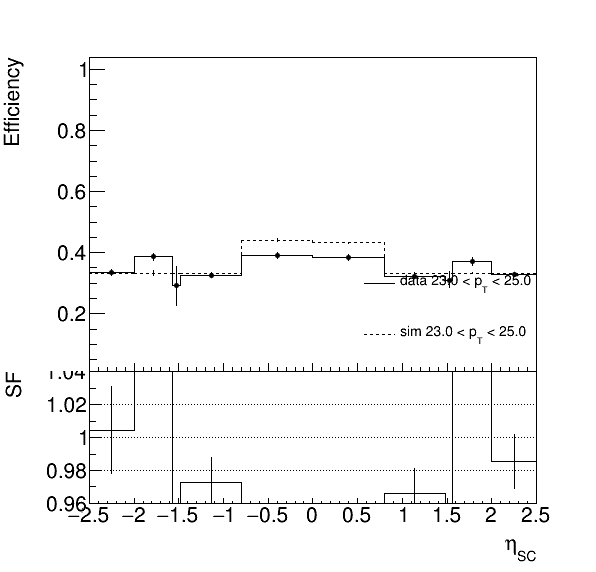 Efficiency
1
0.8
0.6
0.4
0.2
data 23.0 < p_T < 25.0
sim 23.0 < p_T < 25.0
SF
1.04
1.02
1
0.98
0.96
−2.5 −2 −1.5 −1 −0.5 0 0.5 1 1.5 2 2.5
η_SC